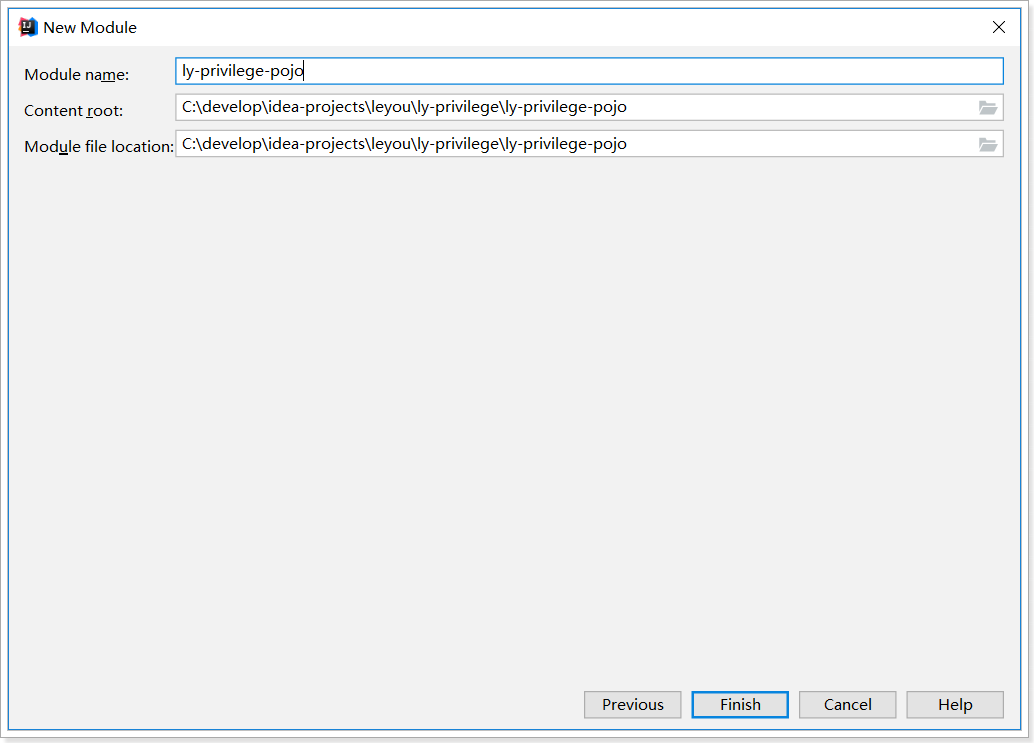 New Module
Module name: ly-privilege-pojo
Content root: C:\develop\idea-projects\leyou\ly-privilege\ly-privilege-pojo
Module file location: C:\develop\idea-projects\leyou\ly-privilege\ly-privilege-pojo
Previous Finish Cancel Help